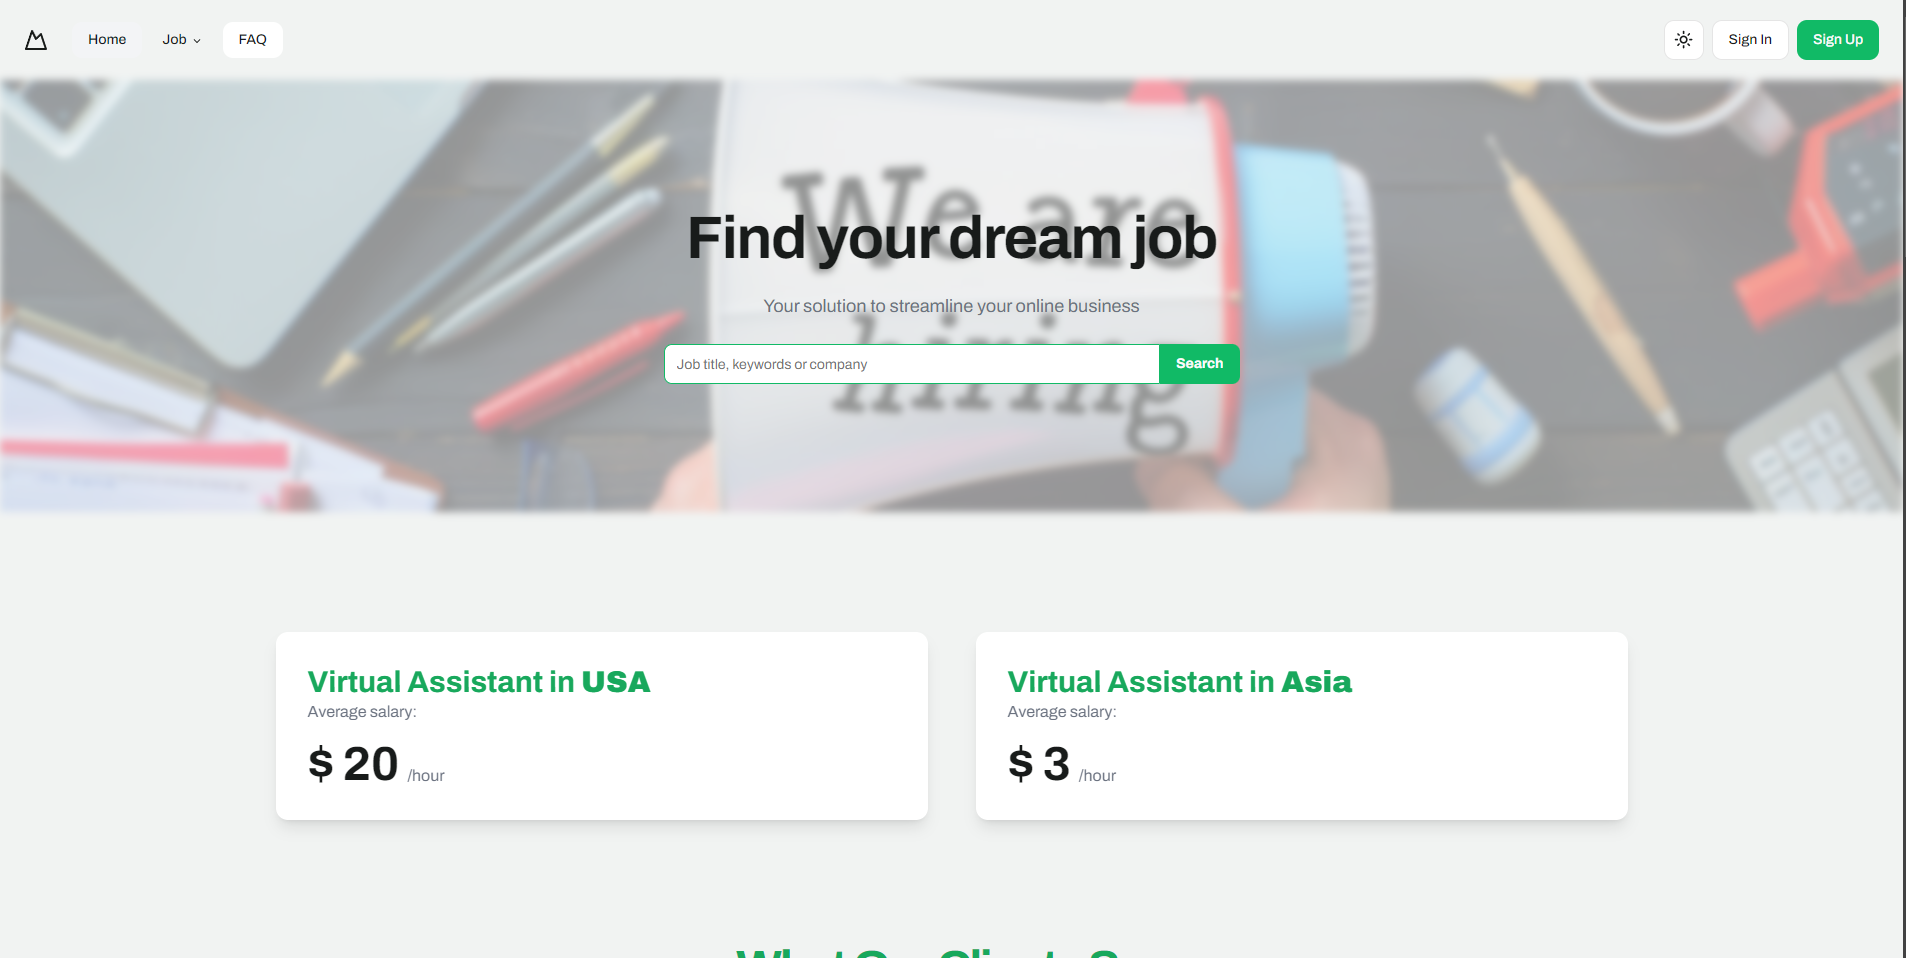 Home
Job
FAQ
Sign In
Sign Up
We are
Find your dream job
Your solution to streamline your online business
hiring
Job title, keywords or company
Search
Virtual Assistant in USA
Average salary:
$ 20 /hour
Virtual Assistant in Asia
Average salary:
$ 3 /hour